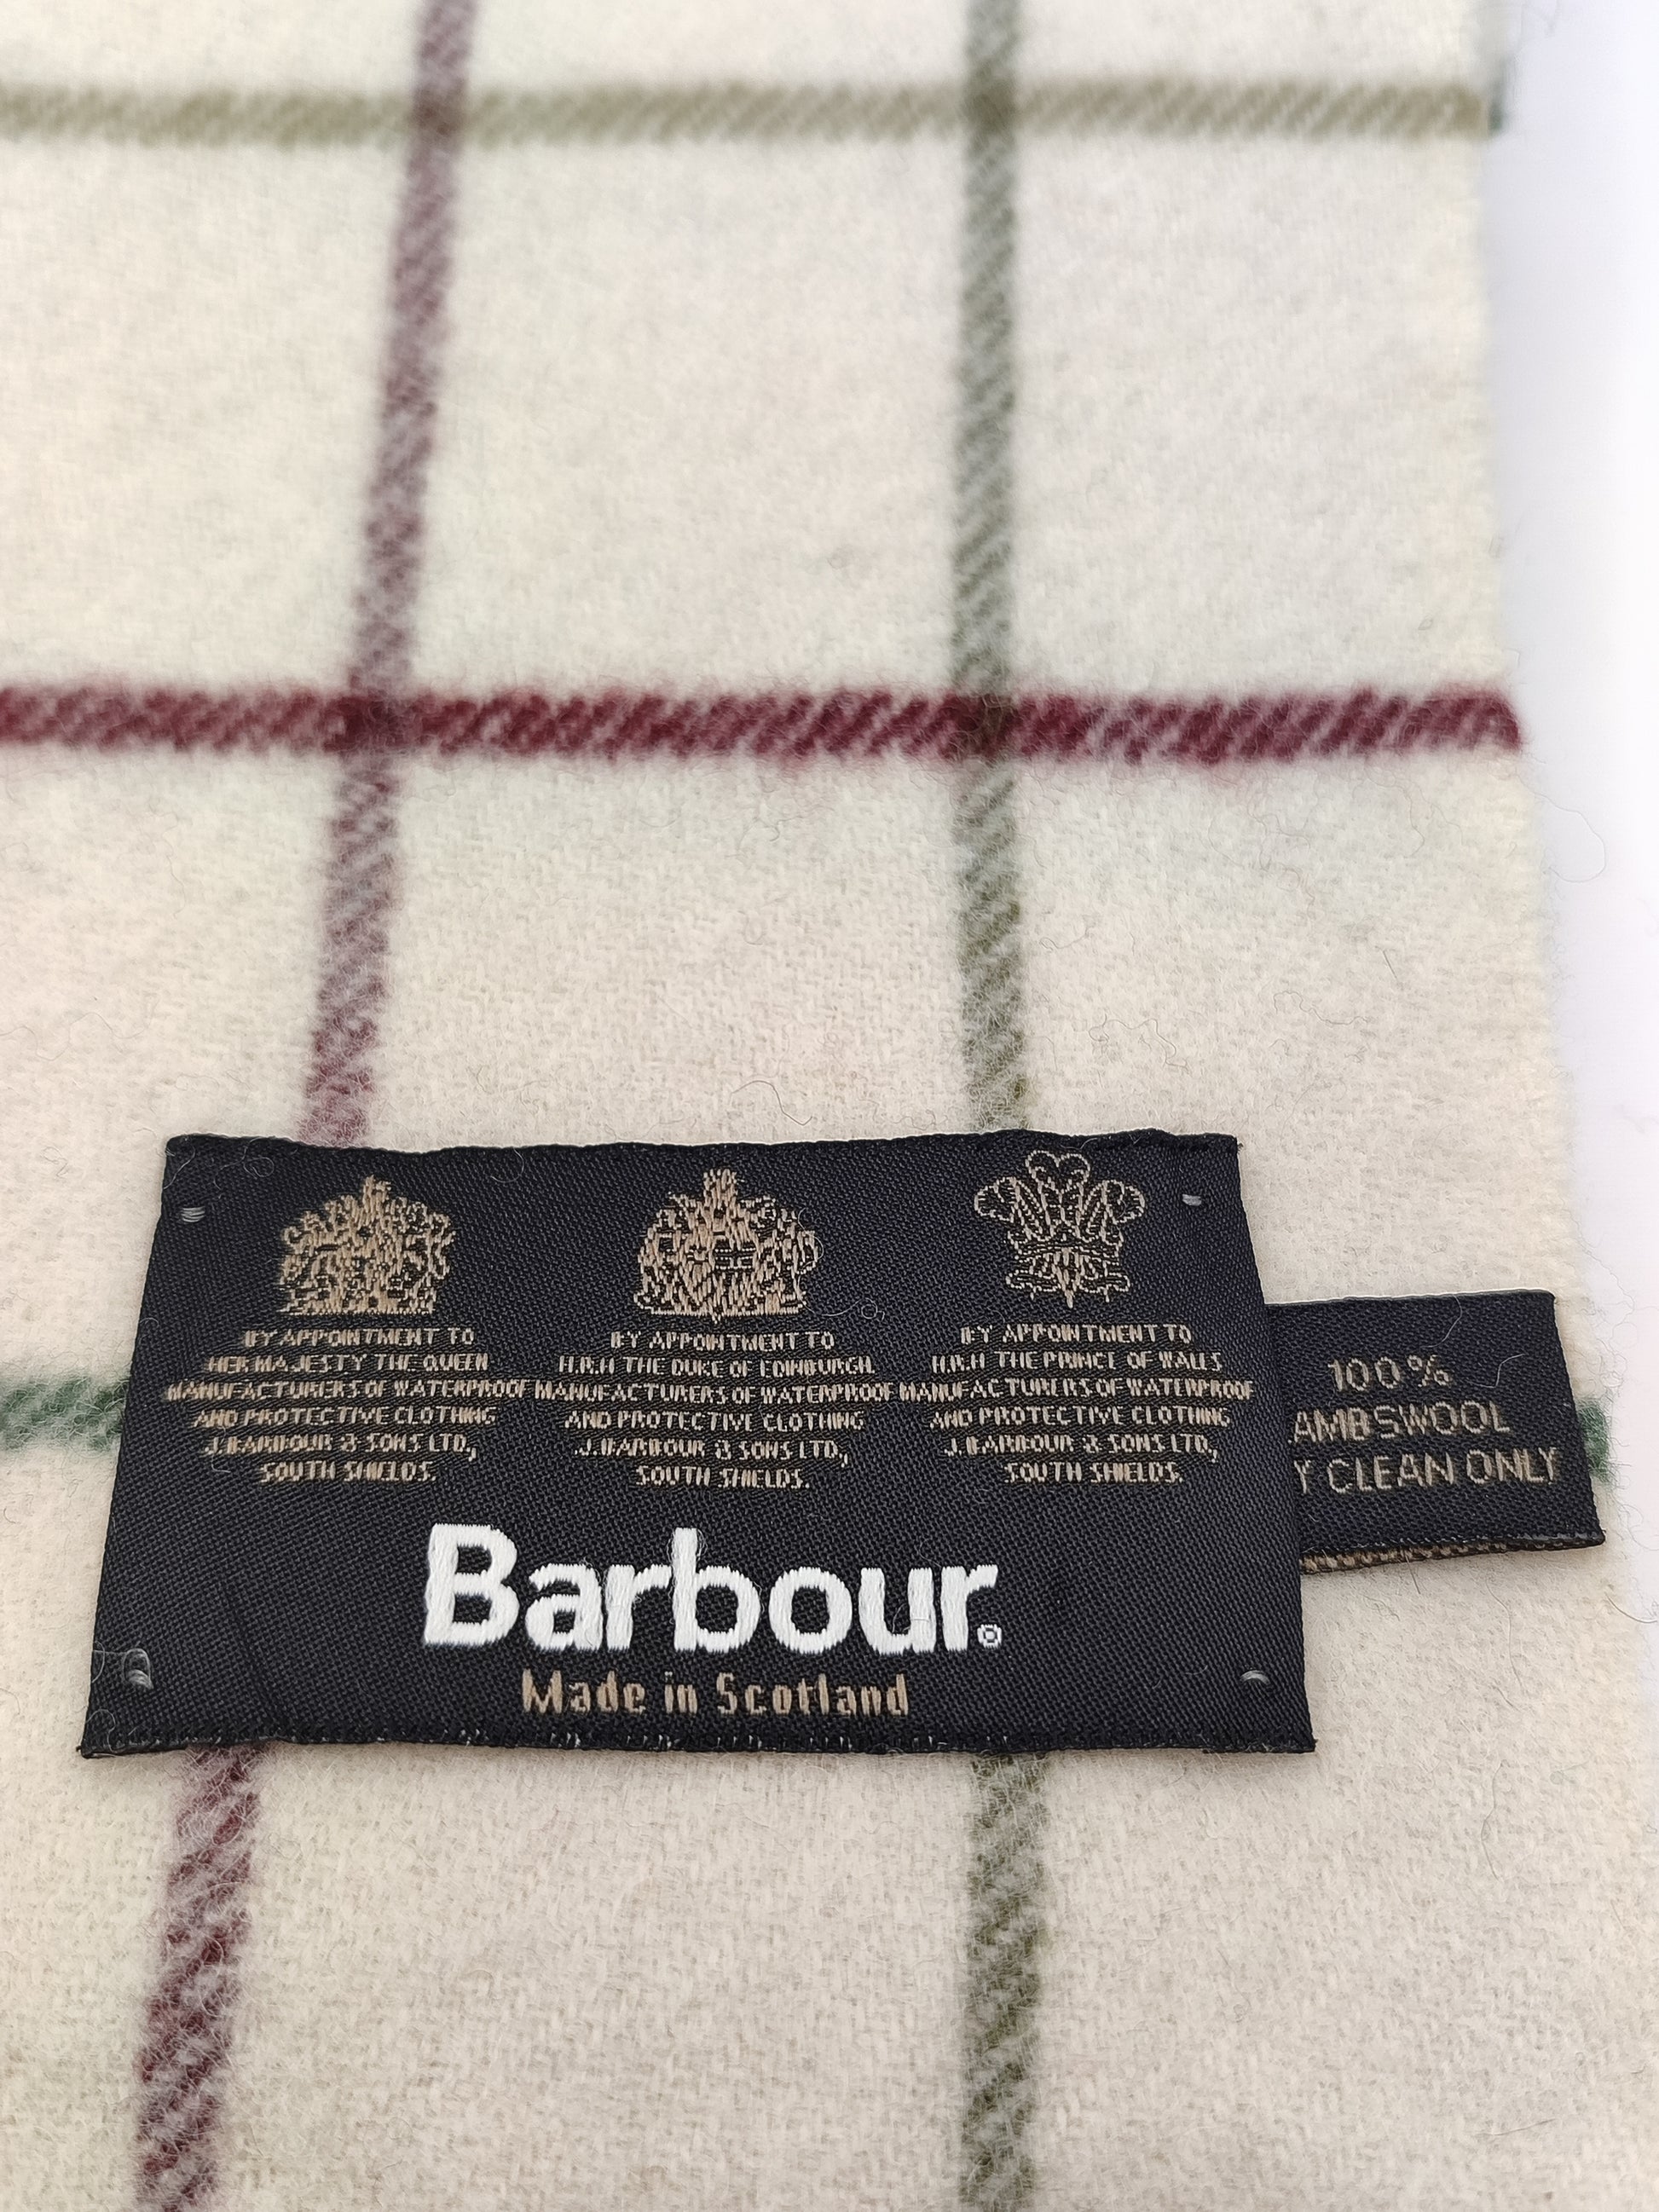 BY APPOINTMENT TO
HER MAJESTY THE QUEEN
MANUFACTURERS OF WATERPROOF
AND PROTECTIVE CLOTHING
J. BARBOUR & SONS LTD,
SOUTH SHIELDS.
BY APPOINTMENT TO
H.R.H THE DUKE OF EDINBURGH
MANUFACTURERS OF WATERPROOF
AND PROTECTIVE CLOTHING
J. BARBOUR & SONS LTD,
SOUTH SHIELDS.
BY APPOINTMENT TO
H.R.H THE PRINCE OF WALES
MANUFACTURERS OF WATERPROOF
AND PROTECTIVE CLOTHING
J. BARBOUR & SONS LTD,
SOUTH SHIELDS.
Barbour®
Made in Scotland
100%
AMBSWOOL
Y CLEAN ONLY